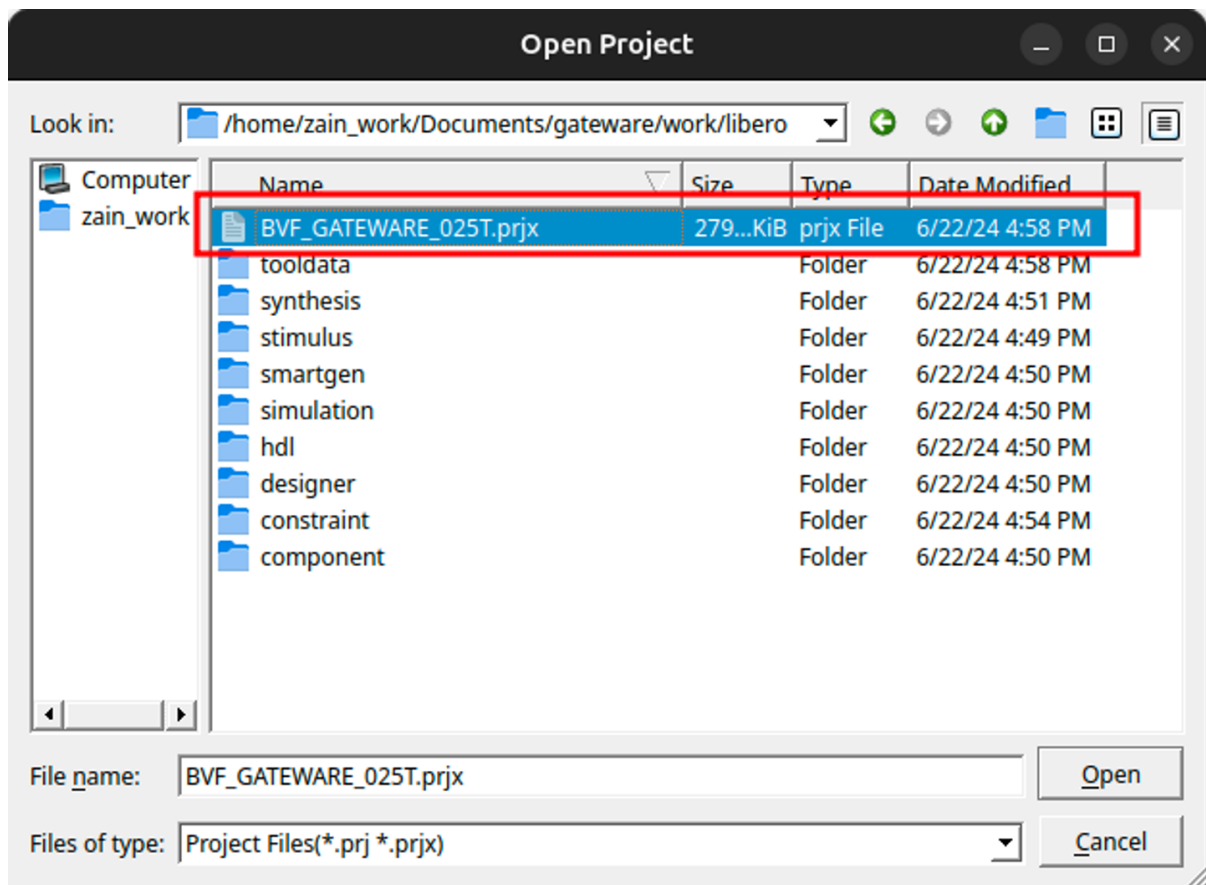 Open Project
Look in: /home/zain_work/Documents/gateware/work/libero
Computer
zain_work
Name Size Type Date Modified
BVF_GATEWARE_025T.prjx 279...KiB prjx File 6/22/24 4:58 PM
tooldata Folder 6/22/24 4:58 PM
synthesis Folder 6/22/24 4:51 PM
stimulus Folder 6/22/24 4:49 PM
smartgen Folder 6/22/24 4:50 PM
simulation Folder 6/22/24 4:50 PM
hdl Folder 6/22/24 4:50 PM
designer Folder 6/22/24 4:50 PM
constraint Folder 6/22/24 4:54 PM
component Folder 6/22/24 4:50 PM
File name: BVF_GATEWARE_025T.prjx Open
Files of type: Project Files(*.prj *.prjx) Cancel